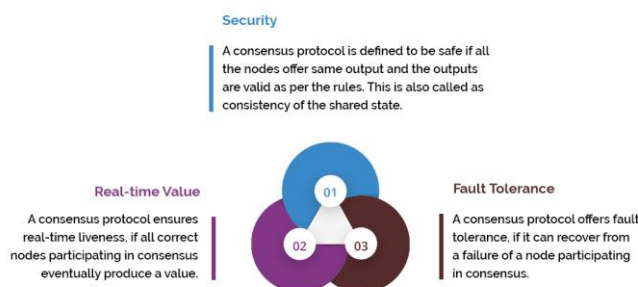 Security
A consensus protocol is defined to be safe if all
the nodes offer same output and the outputs
are valid as per the rules. This is also called as
consistency of the shared state.
01
Real-time Value
A consensus protocol ensures
real-time liveness, if all correct
nodes participating in consensus
eventually produce a value.
02
03
Fault Tolerance
A consensus protocol offers fault
tolerance, if it can recover from
a failure of a node participating
in consensus.